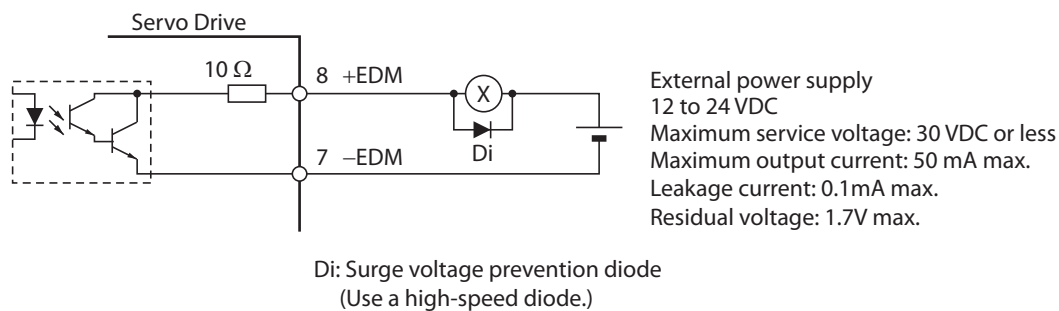 Servo Drive
10 Ω
8 +EDM
X
Di
7 –EDM
External power supply
12 to 24 VDC
Maximum service voltage: 30 VDC or less
Maximum output current: 50 mA max.
Leakage current: 0.1mA max.
Residual voltage: 1.7V max.
Di: Surge voltage prevention diode
(Use a high-speed diode.)